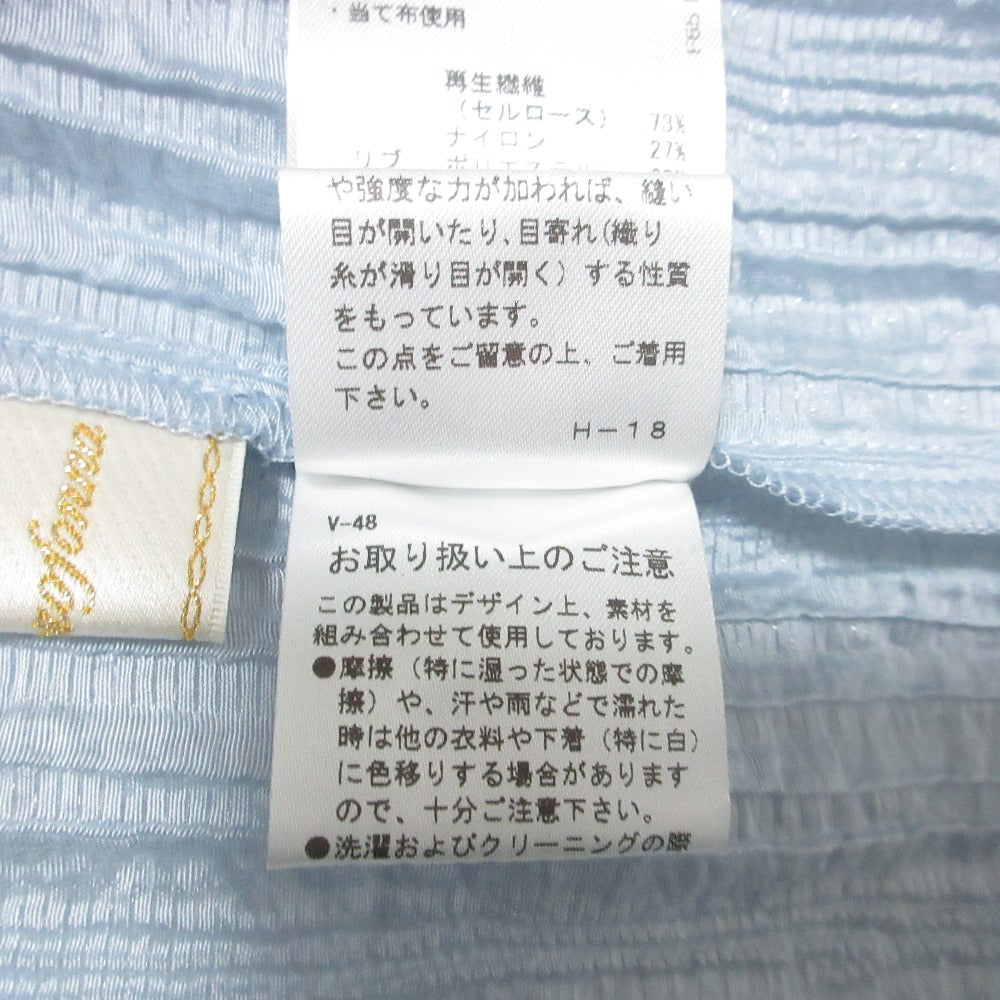 ・当て布使用
再生繊維
(セルロース) 73%
ナイロン 27%
リブ ポリエステル
や強度な力が加われば、縫い
目が開いたり、目寄れ(織り
糸が滑り目が開く) する性質
をもっています。
この点をご留意の上、ご着用
下さい。
H-18
V-48
お取り扱い上のご注意
この製品はデザイン上、素材を
組み合わせて使用しております。
●摩擦 (特に湿った状態での摩
擦) や、汗や雨などで濡れた
時は他の衣料や下着 (特に白)
に色移りする場合があります
ので、十分ご注意下さい。
●洗濯およびクリーニングの際